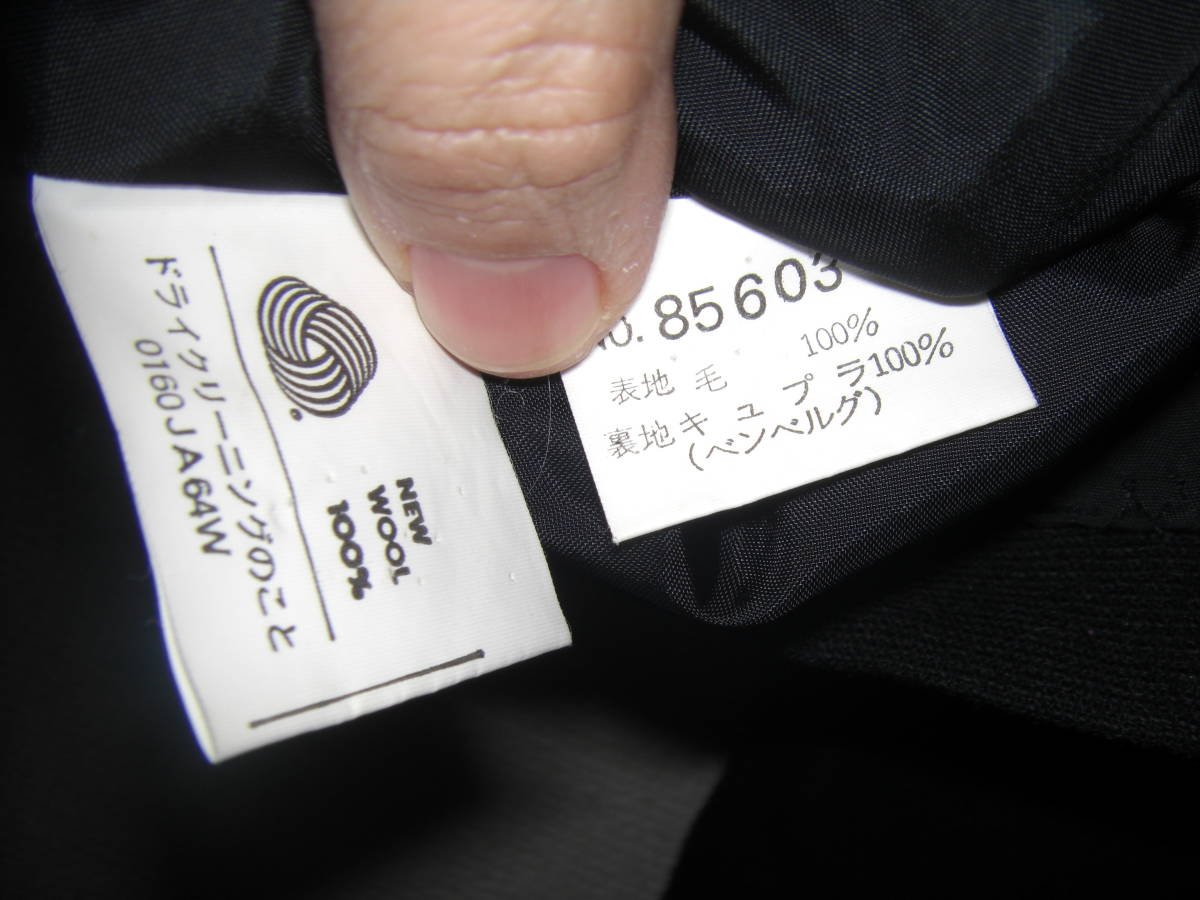 NEW
WOOL
100%
ドライクリーニングのこと
0160JA64W
No. 85603
表地 毛 100%
裏地 キュプラ100%
(ベンベルグ)